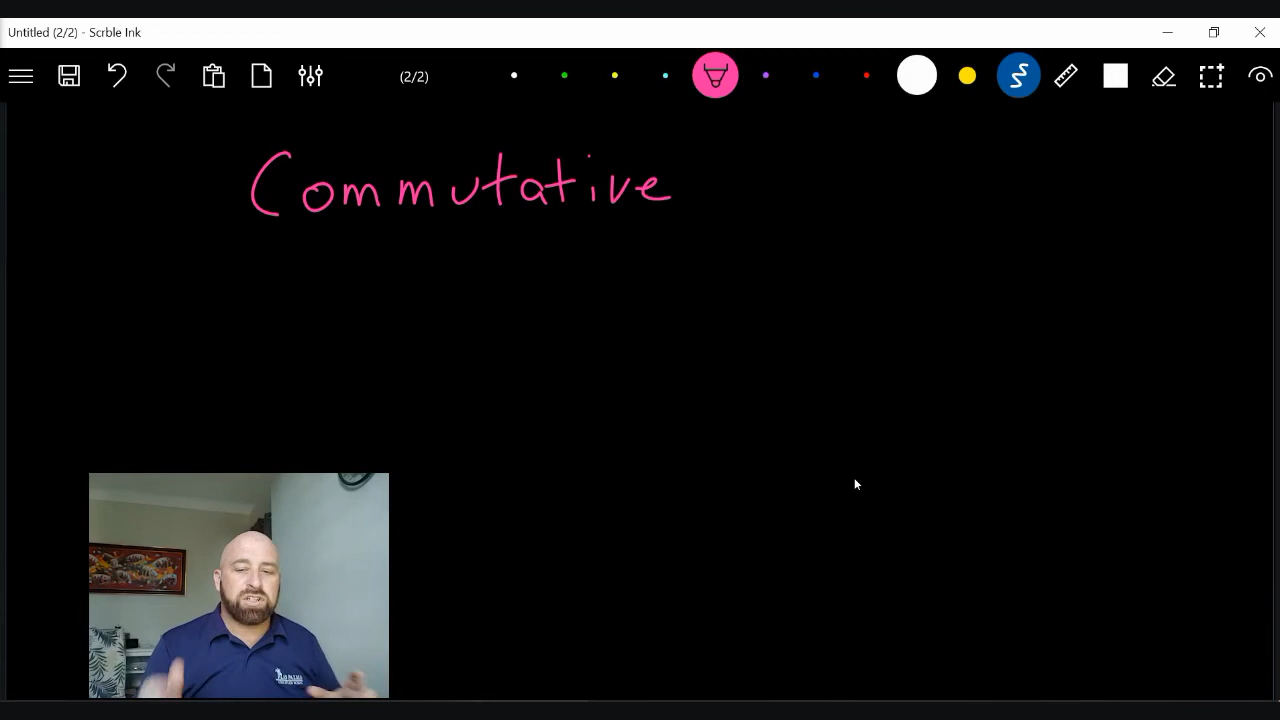 Untitled (2/2) - Scrble Ink
(2/2)
Commutative